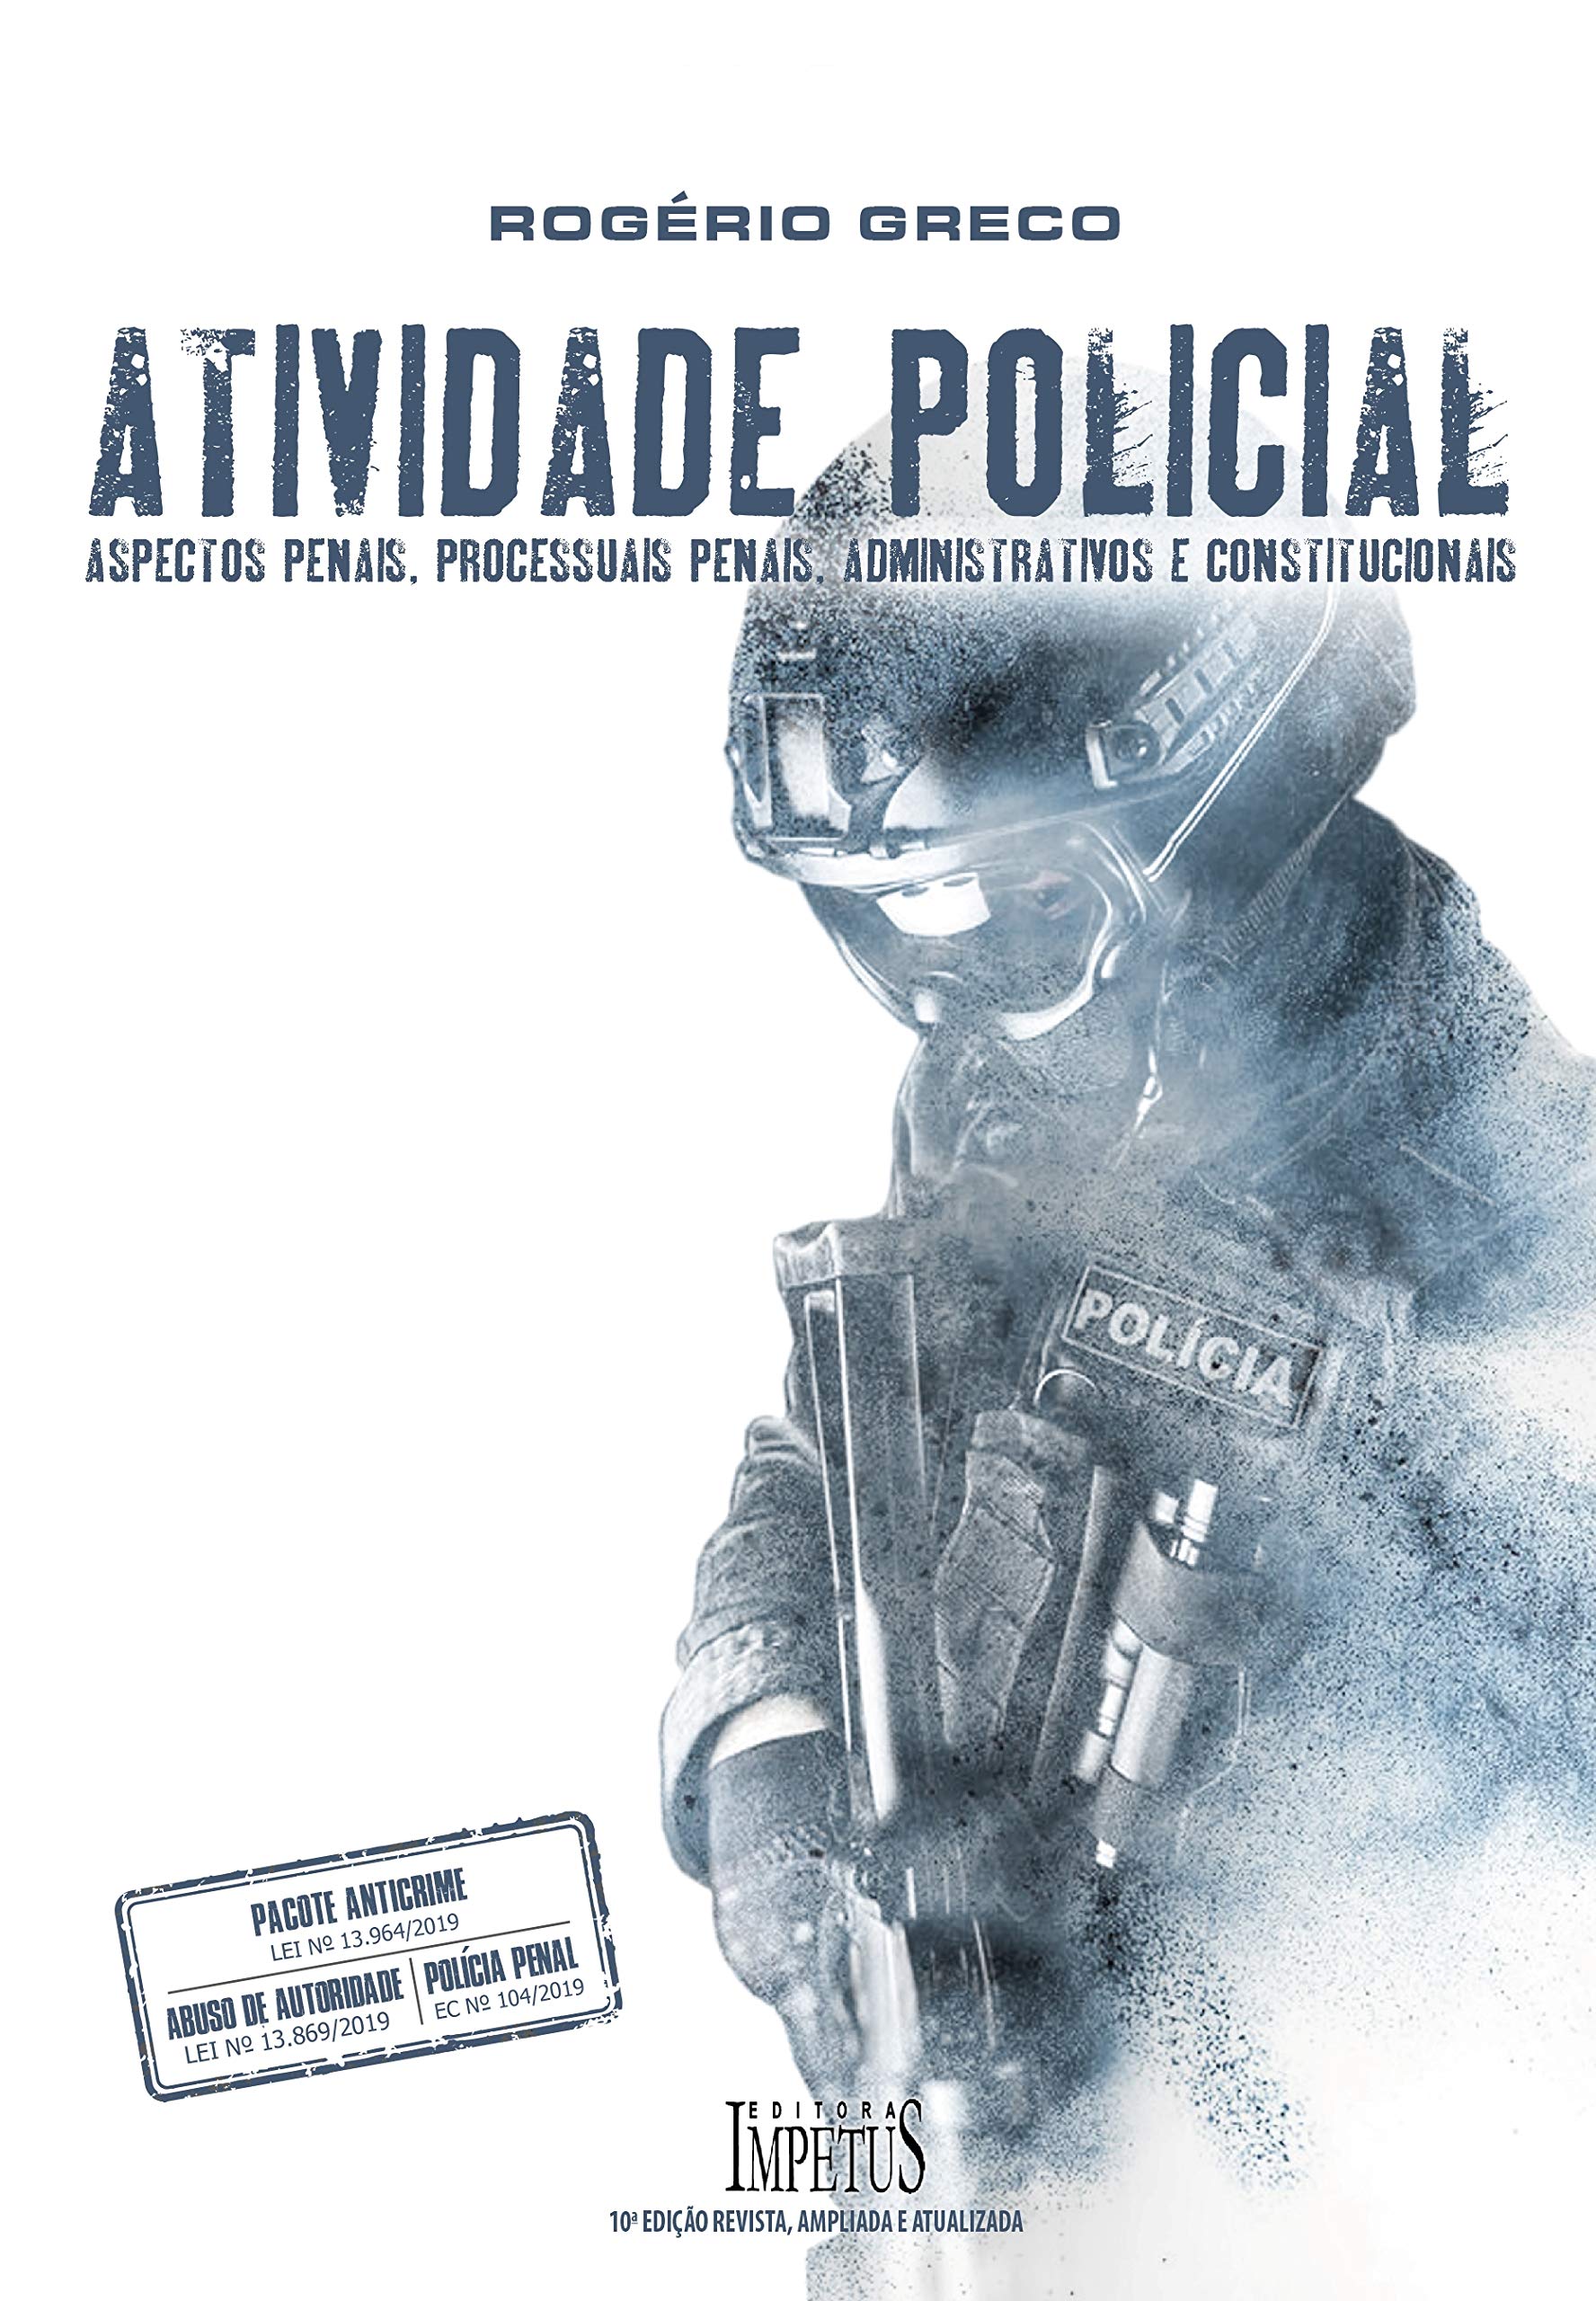 ROGÉRIO GRECO
ATIVIDADE POLICIAL
ASPECTOS PENAIS, PROCESSUAIS PENAIS, ADMINISTRATIVOS E CONSTITUCIONAIS
POLÍCIA
PACOTE ANTICRIME
LEI Nº 13.964/2019
ABUSO DE AUTORIDADE
LEI Nº 13.869/2019
POLÍCIA PENAL
EC Nº 104/2019
EDITORA
IMPETUS
10ª EDIÇÃO REVISTA, AMPLIADA E ATUALIZADA